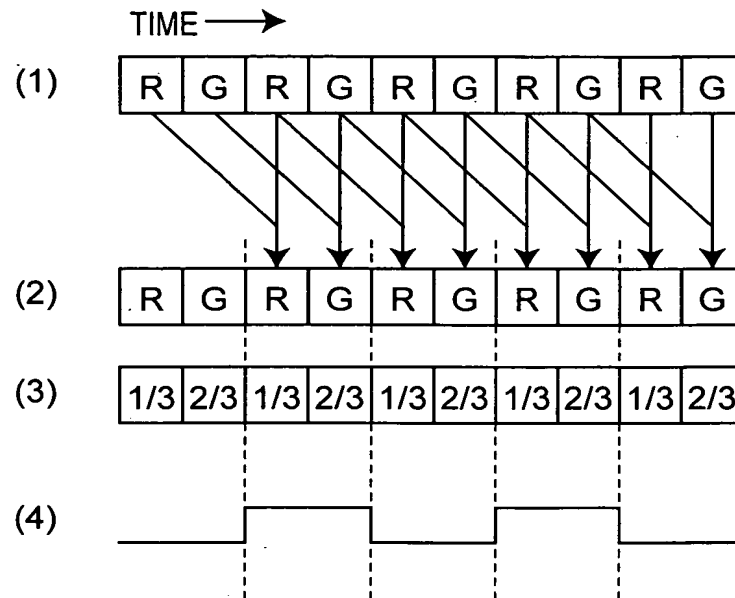 TIME
(1) R G R G R G R G R G
(2) R G R G R G R G R G
(3) 1/3 2/3 1/3 2/3 1/3 2/3 1/3 2/3 1/3 2/3
(4)